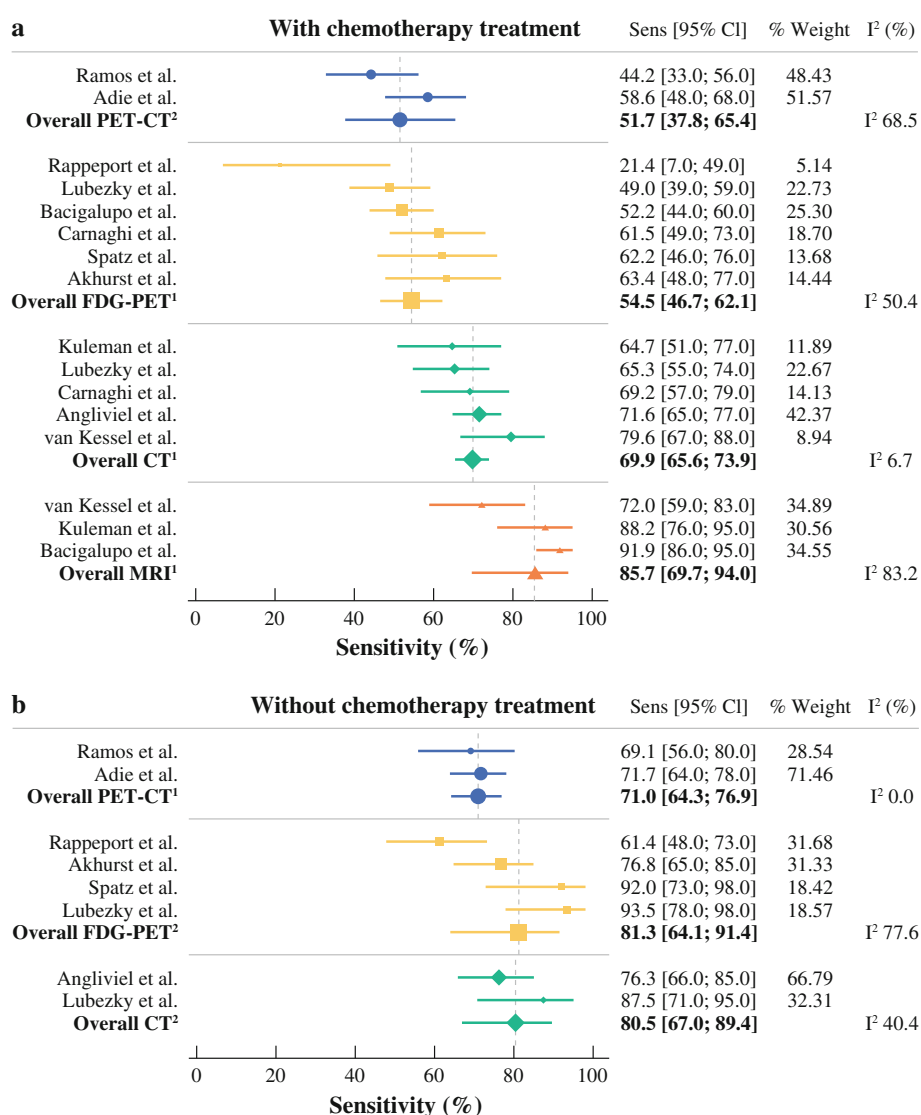 a With chemotherapy treatment Sens [95% Cl] % Weight I² (%)
Ramos et al. 44.2 [33.0; 56.0] 48.43
Adie et al. 58.6 [48.0; 68.0] 51.57
Overall PET-CT² 51.7 [37.8; 65.4] I² 68.5
Rappeport et al. 21.4 [7.0; 49.0] 5.14
Lubezky et al. 49.0 [39.0; 59.0] 22.73
Bacigalupo et al. 52.2 [44.0; 60.0] 25.30
Carnaghi et al. 61.5 [49.0; 73.0] 18.70
Spatz et al. 62.2 [46.0; 76.0] 13.68
Akhurst et al. 63.4 [48.0; 77.0] 14.44
Overall FDG-PET¹ 54.5 [46.7; 62.1] I² 50.4
Kuleman et al. 64.7 [51.0; 77.0] 11.89
Lubezky et al. 65.3 [55.0; 74.0] 22.67
Carnaghi et al. 69.2 [57.0; 79.0] 14.13
Angliviel et al. 71.6 [65.0; 77.0] 42.37
van Kessel et al. 79.6 [67.0; 88.0] 8.94
Overall CT¹ 69.9 [65.6; 73.9] I² 6.7
van Kessel et al. 72.0 [59.0; 83.0] 34.89
Kuleman et al. 88.2 [76.0; 95.0] 30.56
Bacigalupo et al. 91.9 [86.0; 95.0] 34.55
Overall MRI¹ 85.7 [69.7; 94.0] I² 83.2
0 20 40 60 80 100
Sensitivity (%)
b Without chemotherapy treatment Sens [95% Cl] % Weight I² (%)
Ramos et al. 69.1 [56.0; 80.0] 28.54
Adie et al. 71.7 [64.0; 78.0] 71.46
Overall PET-CT¹ 71.0 [64.3; 76.9] I² 0.0
Rappeport et al. 61.4 [48.0; 73.0] 31.68
Akhurst et al. 76.8 [65.0; 85.0] 31.33
Spatz et al. 92.0 [73.0; 98.0] 18.42
Lubezky et al. 93.5 [78.0; 98.0] 18.57
Overall FDG-PET² 81.3 [64.1; 91.4] I² 77.6
Angliviel et al. 76.3 [66.0; 85.0] 66.79
Lubezky et al. 87.5 [71.0; 95.0] 32.31
Overall CT² 80.5 [67.0; 89.4] I² 40.4
0 20 40 60 80 100
Sensitivity (%)